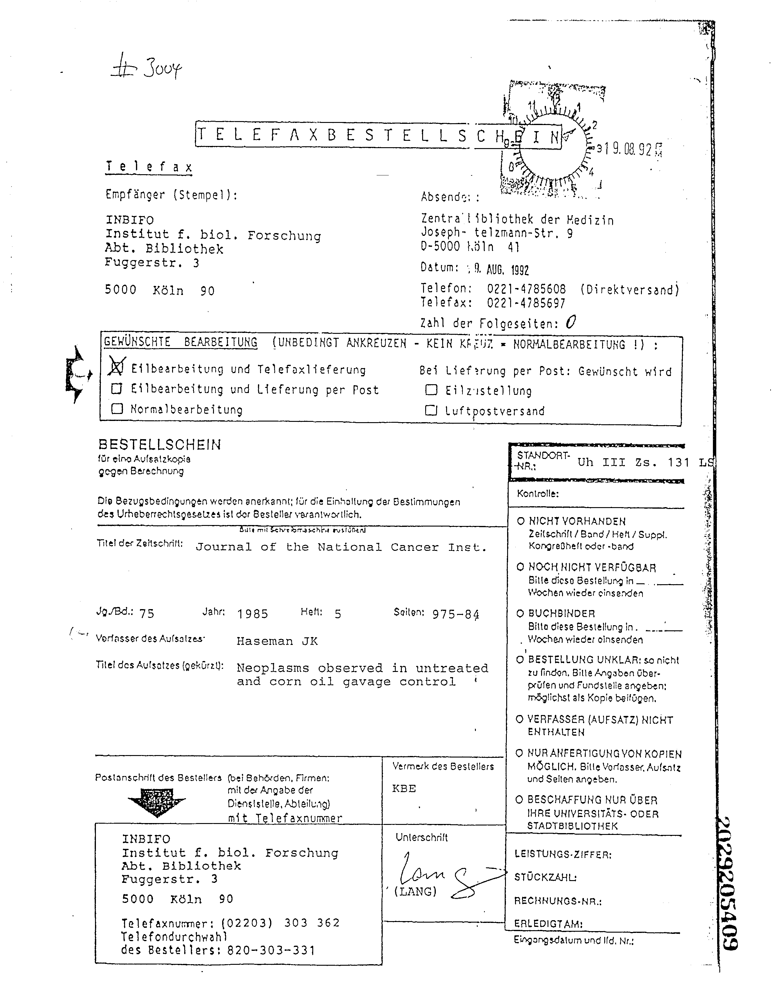 # 3004
TELEFAXBESTELLSCHEIN
19.08.92
Telefax
Empfänger (Stempel):
INBIFO
Institut f. biol. Forschung
Abt. Bibliothek
Fuggerstr. 3
5000 Köln 90
Absender:
Zentralbibliothek der Medizin
Joseph- telzmann-Str. 9
D-5000 Köln 41
Datum: 9. AUG. 1992
Telefon: 0221-4785608 (Direktversand)
Telefax: 0221-4785697
Zahl der Folgeseiten: 0
GEWÜNSCHTE BEARBEITUNG (UNBEDINGT ANKREUZEN - KEIN KREUZ = NORMALBEARBEITUNG !) :
Eilbearbeitung und Telefaxlieferung
Eilbearbeitung und Lieferung per Post
Normalbearbeitung
Bei Lieferung per Post: Gewünscht wird
Eilzustellung
Luftpostversand
BESTELLSCHEIN
für eine Aufsatzkopie
gegen Berechnung
Die Bezugsbedingungen werden anerkannt; für die Einhaltung der Bestimmungen
des Urheberrechtsgesetzes ist der Besteller verantwortlich.
Bitte mit Schreibmaschine ausfüllen!
Titel der Zeitschrift: Journal of the National Cancer Inst.
Jg./Bd.: 75 Jahr: 1985 Heft: 5 Seiten: 975-84
Verfasser des Aufsatzes: Haseman JK
Titel des Aufsatzes (gekürzt): Neoplasms observed in untreated
and corn oil gavage control
Postanschrift des Bestellers (bei Behörden, Firmen:
mit der Angabe der
Dienststelle, Abteilung)
mit Telefaxnummer
INBIFO
Institut f. biol. Forschung
Abt. Bibliothek
Fuggerstr. 3
5000 Köln 90
Telefaxnummer: (02203) 303 362
Telefondurchwahl
des Bestellers: 820-303-331
Vermerk des Bestellers
KBE
Unterschrift
(LANG)
STANDORT-
-NR.: Uh III Zs. 131 LS
Kontrolle:
O NICHT VORHANDEN
Zeitschrift / Band / Heft / Suppl.
Kongreßheft oder -band
O NOCH NICHT VERFÜGBAR
Bitte diese Bestellung in
Wochen wieder einsenden
O BUCHBINDER
Bitte diese Bestellung in
Wochen wieder einsenden
O BESTELLUNG UNKLAR: so nicht
zu finden. Bitte Angaben über-
prüfen und Fundstelle angeben;
möglichst als Kopie beifügen.
O VERFASSER (AUFSATZ) NICHT
ENTHALTEN
O NUR ANFERTIGUNG VON KOPIEN
MÖGLICH. Bitte Verfasser, Aufsatz
und Seiten angeben.
O BESCHAFFUNG NUR ÜBER
IHRE UNIVERSITÄTS- ODER
STADTBIBLIOTHEK
LEISTUNGS-ZIFFER:
STÜCKZAHL:
RECHNUNGS-NR.:
ERLEDIGT AM:
Eingangsdatum und lfd. Nr.:
2029205409